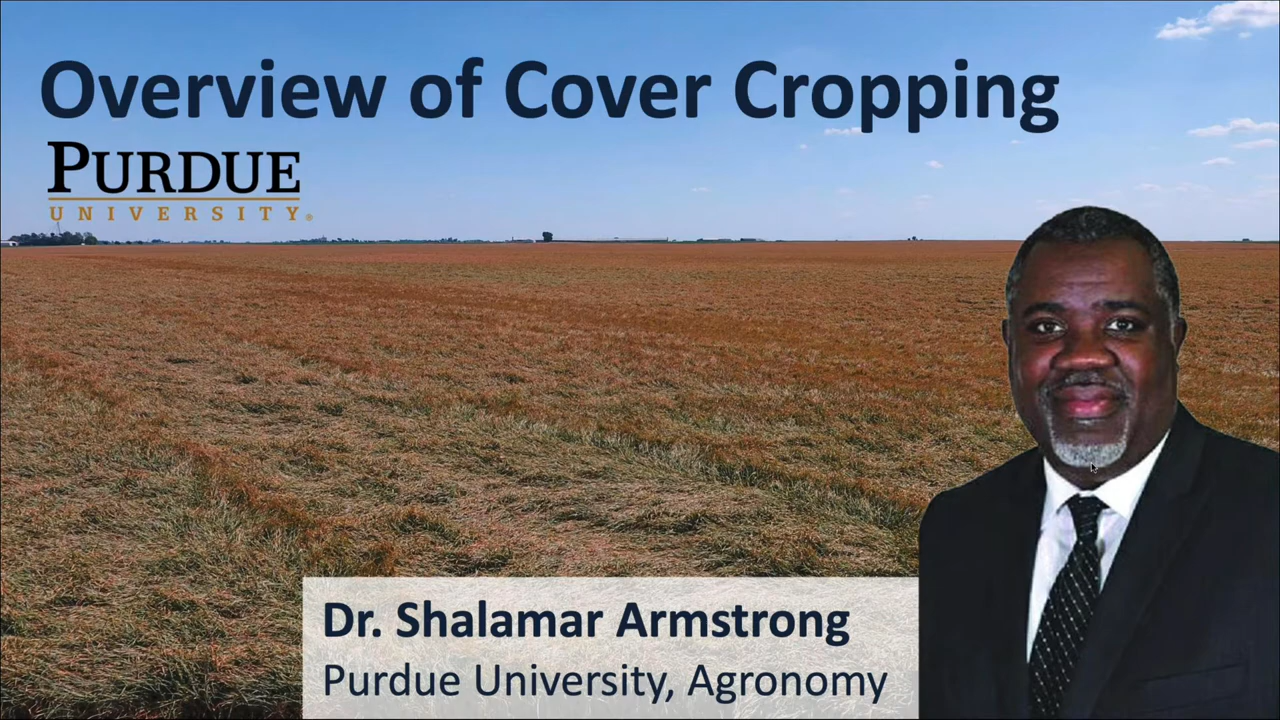 Overview of Cover Cropping
PURDUE
UNIVERSITY®
Dr. Shalamar Armstrong
Purdue University, Agronomy